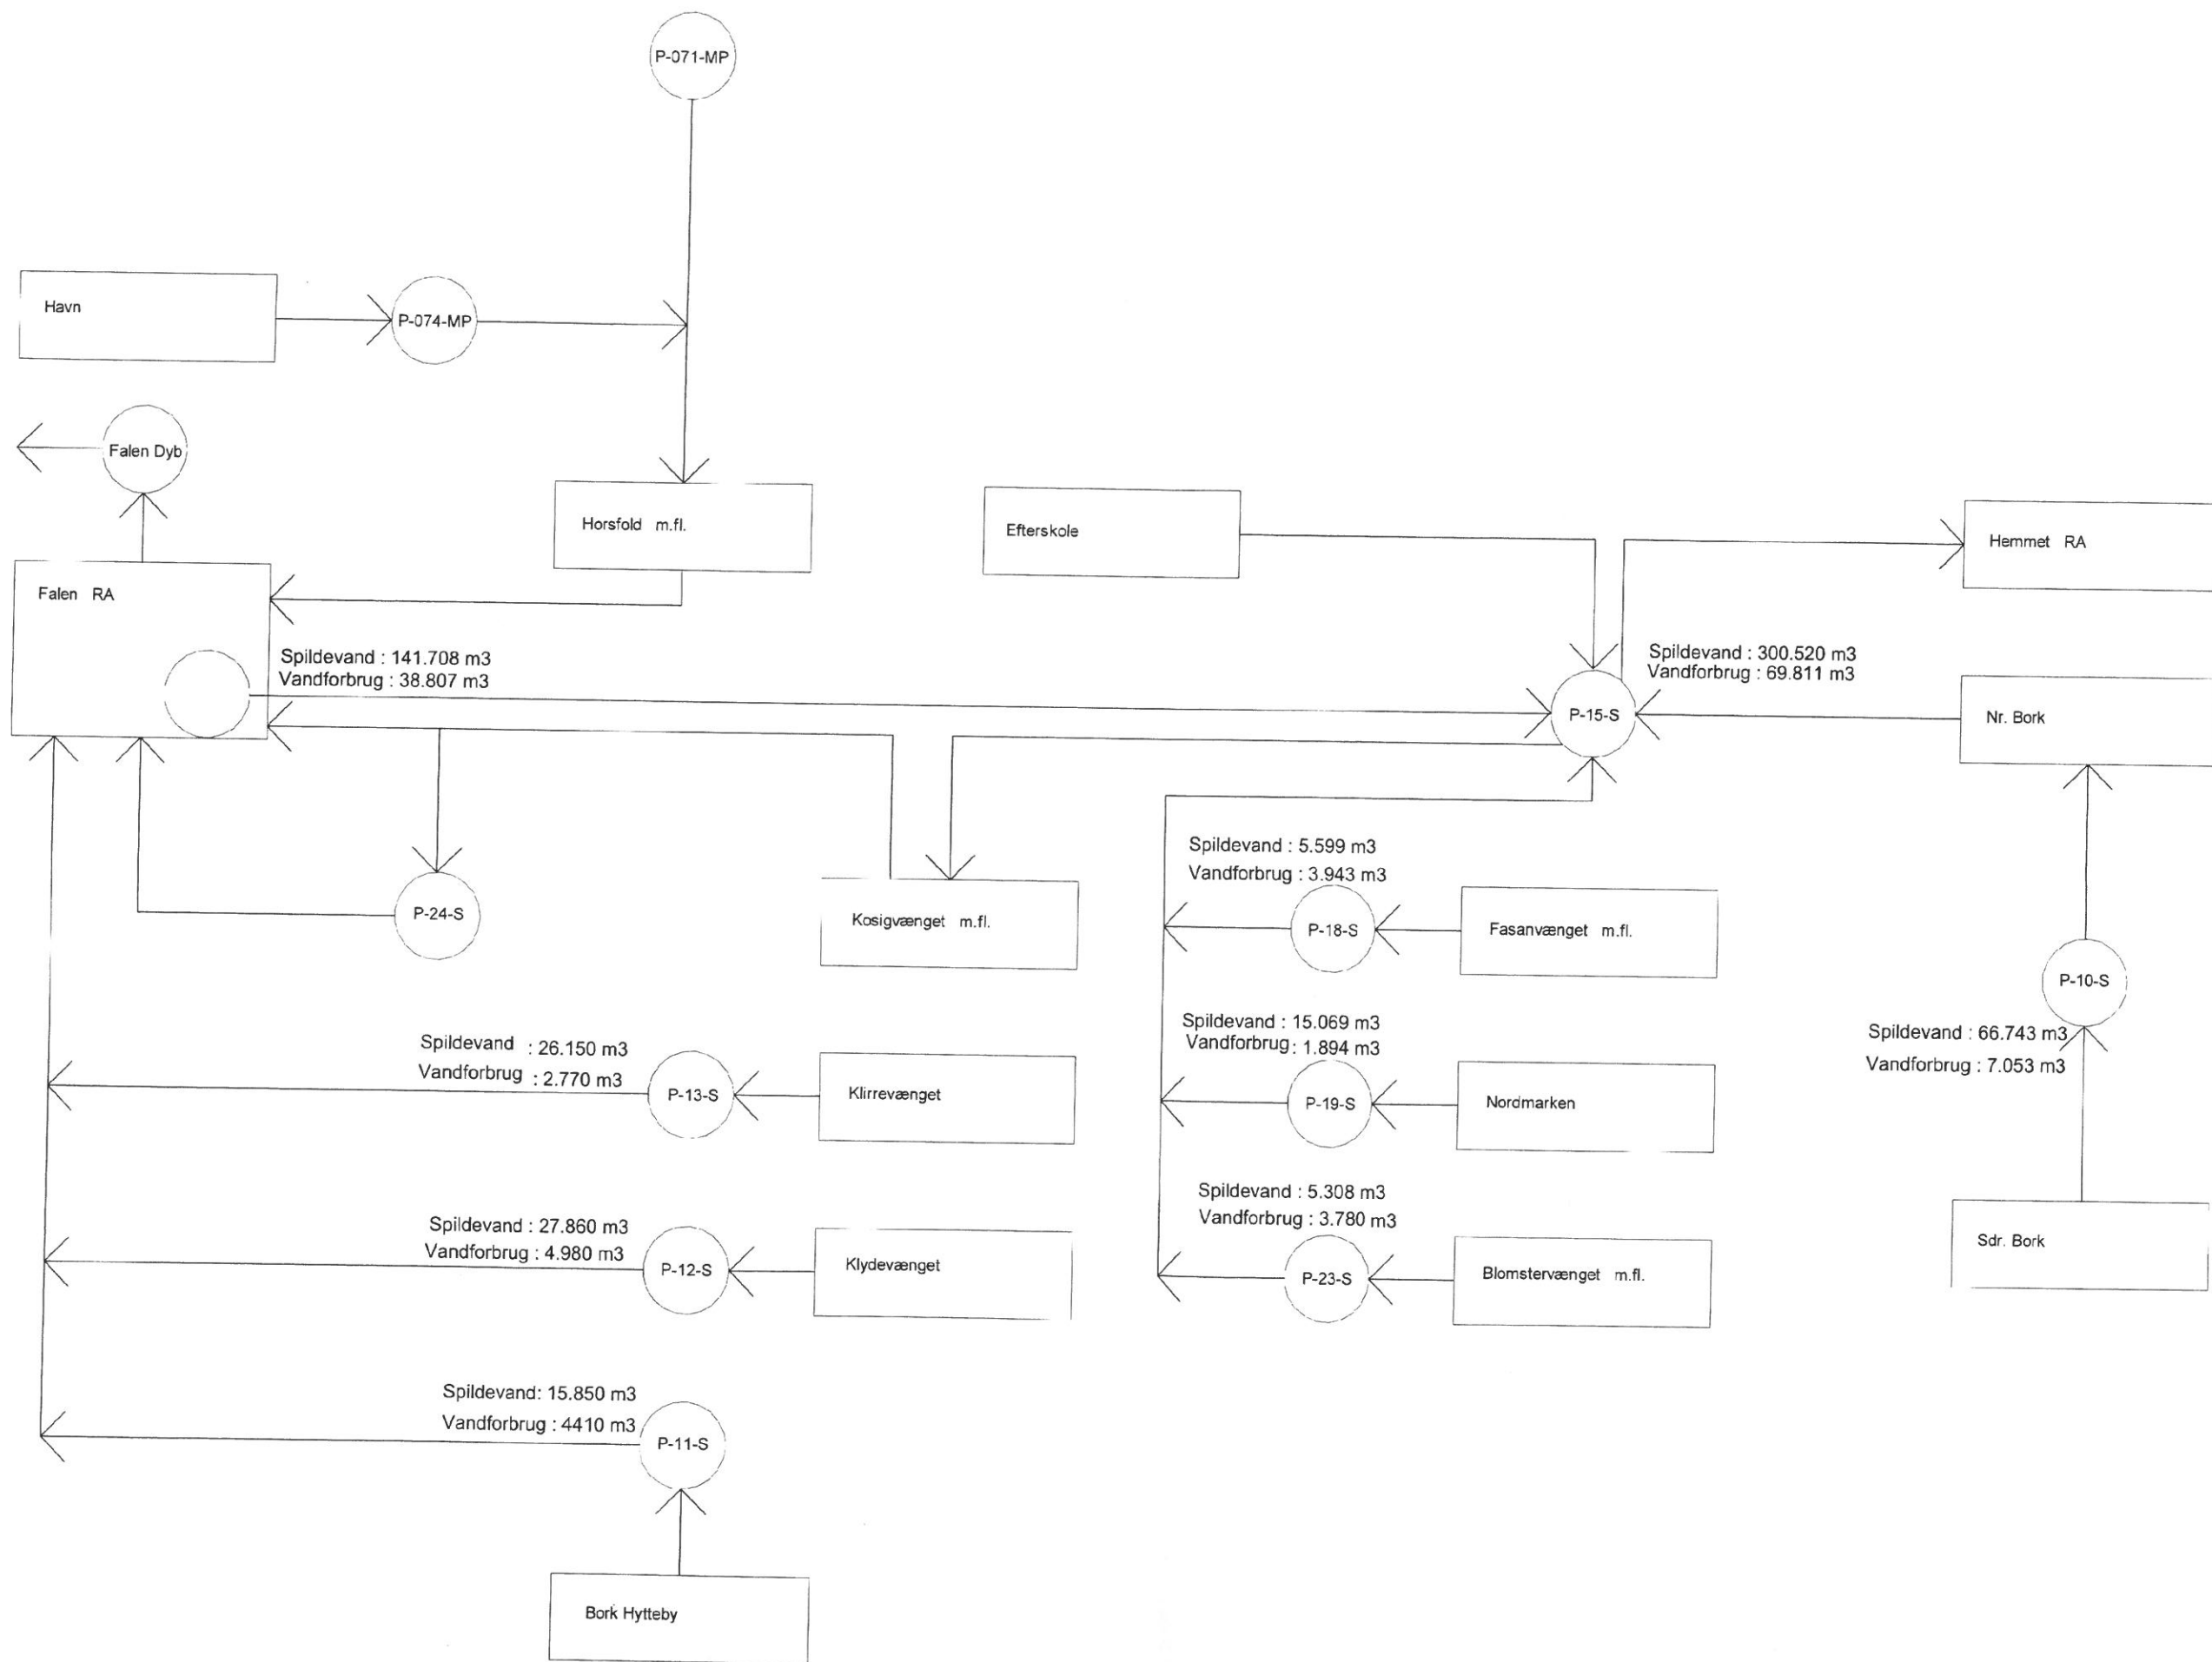 P-071-MP
Havn
P-074-MP
Falen Dyb
Horsfold m.fl.
Efterskole
Hemmet RA
Falen RA
Spildevand : 141.708 m3
Vandforbrug : 38.807 m3
Spildevand : 300.520 m3
Vandforbrug : 69.811 m3
P-15-S
Nr. Bork
Spildevand : 5.599 m3
Vandforbrug : 3.943 m3
P-24-S
Kosigvænget m.fl.
P-18-S
Fasanvænget m.fl.
P-10-S
Spildevand : 66.743 m3
Vandforbrug : 7.053 m3
Spildevand : 26.150 m3
Vandforbrug : 2.770 m3
P-13-S
Klirrevænget
Spildevand : 15.069 m3
Vandforbrug : 1.894 m3
P-19-S
Nordmarken
Spildevand : 27.860 m3
Vandforbrug : 4.980 m3
P-12-S
Klydevænget
Spildevand : 5.308 m3
Vandforbrug : 3.780 m3
P-23-S
Blomstervænget m.fl.
Sdr. Bork
Spildevand: 15.850 m3
Vandforbrug : 4410 m3
P-11-S
Bork Hytteby